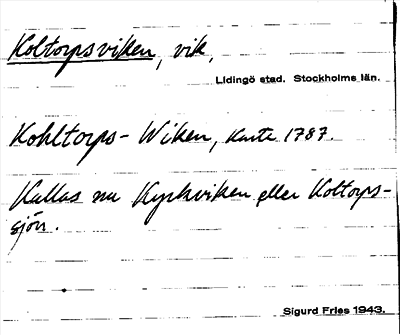 Koltorpsviken, vik,
Lidingö stad. Stockholms län.
Kohltorps-Wiken, Karta 1787.
Kallas nu Kyrkviken eller Koltorps-
sjön.
Sigurd Fries 1943.